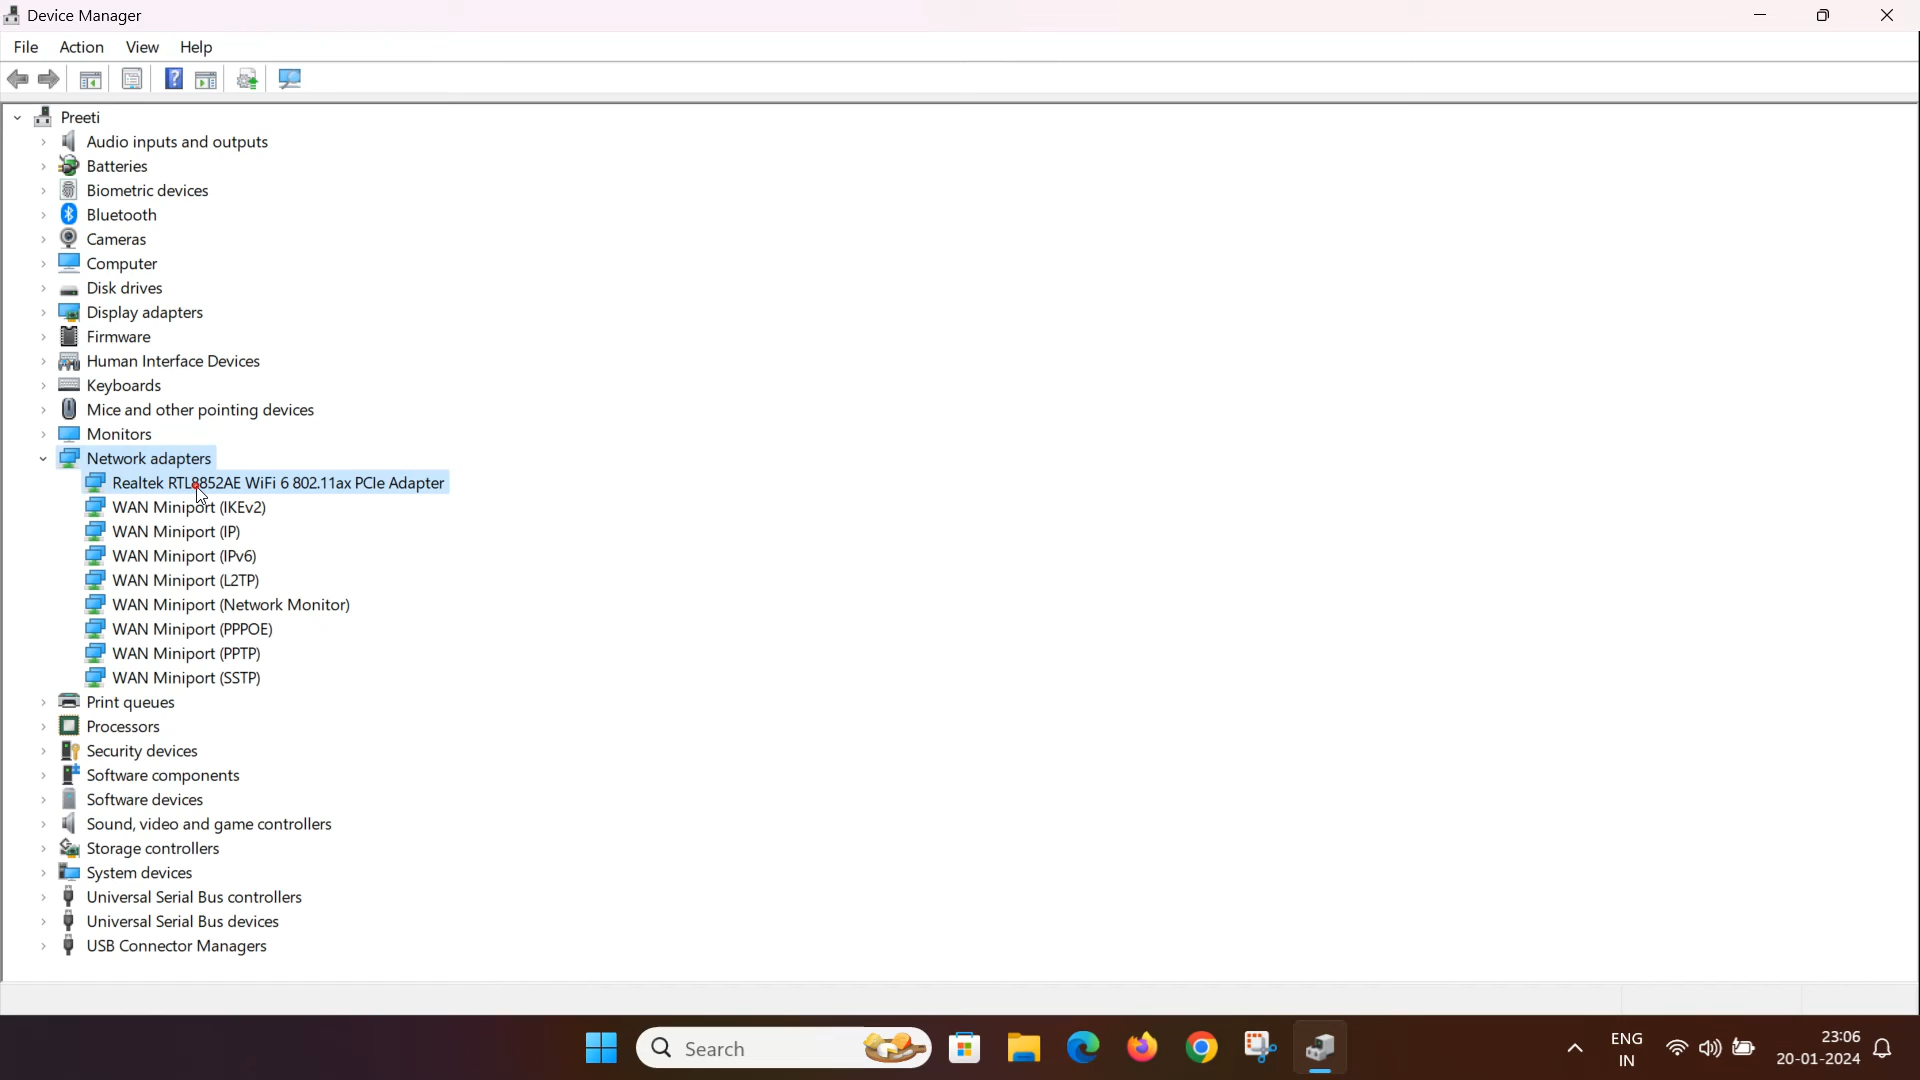 Device Manager
File Action View Help
Preeti
Audio inputs and outputs
Batteries
Biometric devices
Bluetooth
Cameras
Computer
Disk drives
Display adapters
Firmware
Human Interface Devices
Keyboards
Mice and other pointing devices
Monitors
Network adapters
Realtek RTL8852AE WiFi 6 802.11ax PCIe Adapter
WAN Miniport (IKEv2)
WAN Miniport (IP)
WAN Miniport (IPv6)
WAN Miniport (L2TP)
WAN Miniport (Network Monitor)
WAN Miniport (PPPOE)
WAN Miniport (PPTP)
WAN Miniport (SSTP)
Print queues
Processors
Security devices
Software components
Software devices
Sound, video and game controllers
Storage controllers
System devices
Universal Serial Bus controllers
Universal Serial Bus devices
USB Connector Managers
Search
ENG
IN
23:06
20-01-2024